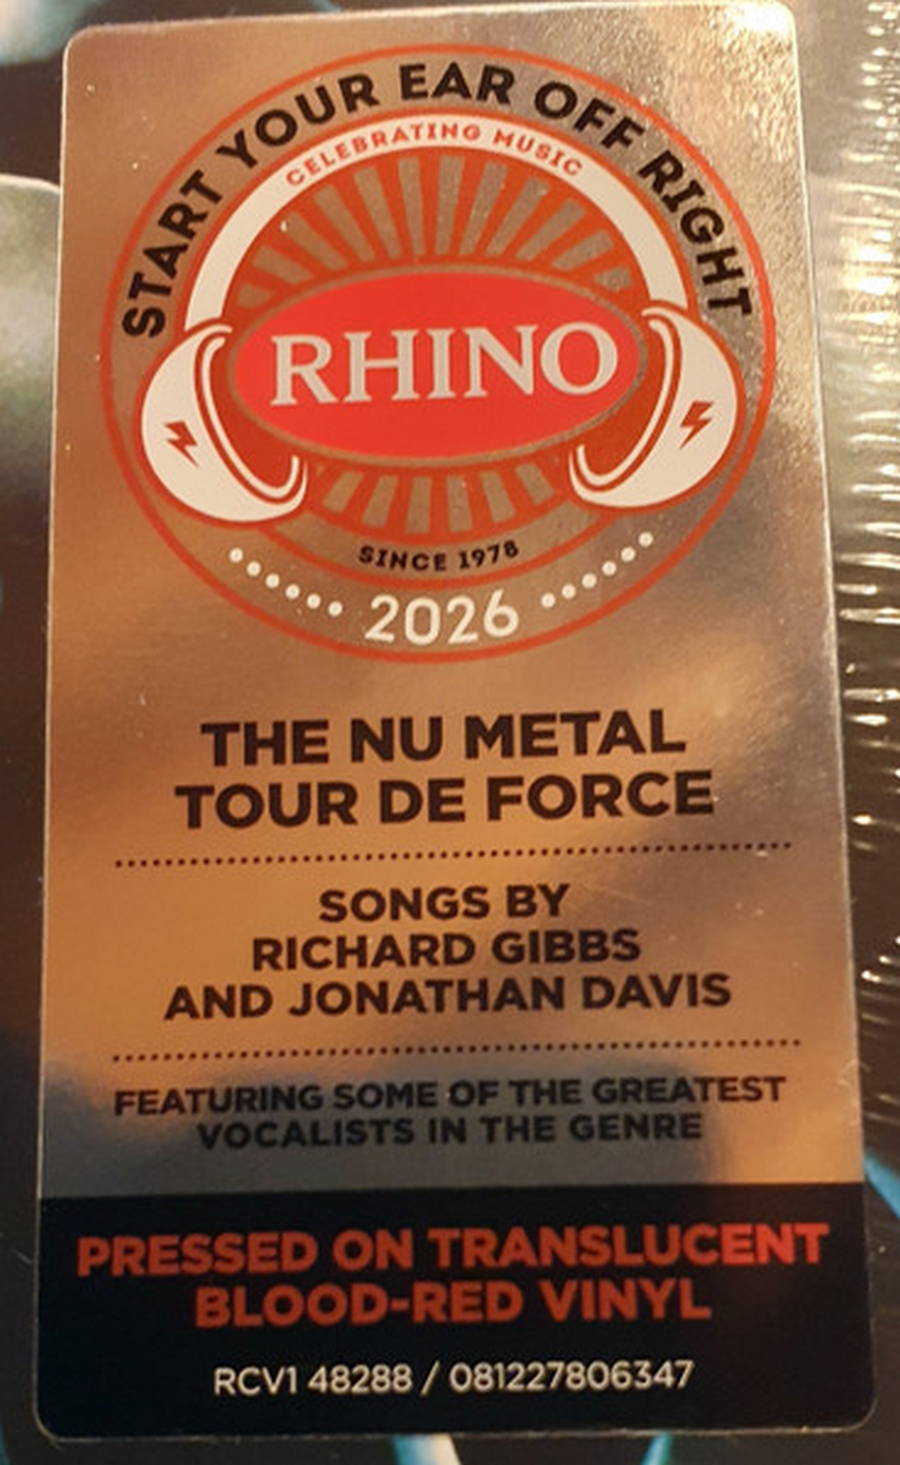 START YOUR EAR OFF RIGHT
CELEBRATING MUSIC
RHINO
SINCE 1978
2026
THE NU METAL
TOUR DE FORCE
SONGS BY
RICHARD GIBBS
AND JONATHAN DAVIS
FEATURING SOME OF THE GREATEST
VOCALISTS IN THE GENRE
PRESSED ON TRANSLUCENT
BLOOD-RED VINYL
RCV1 48288 / 081227806347